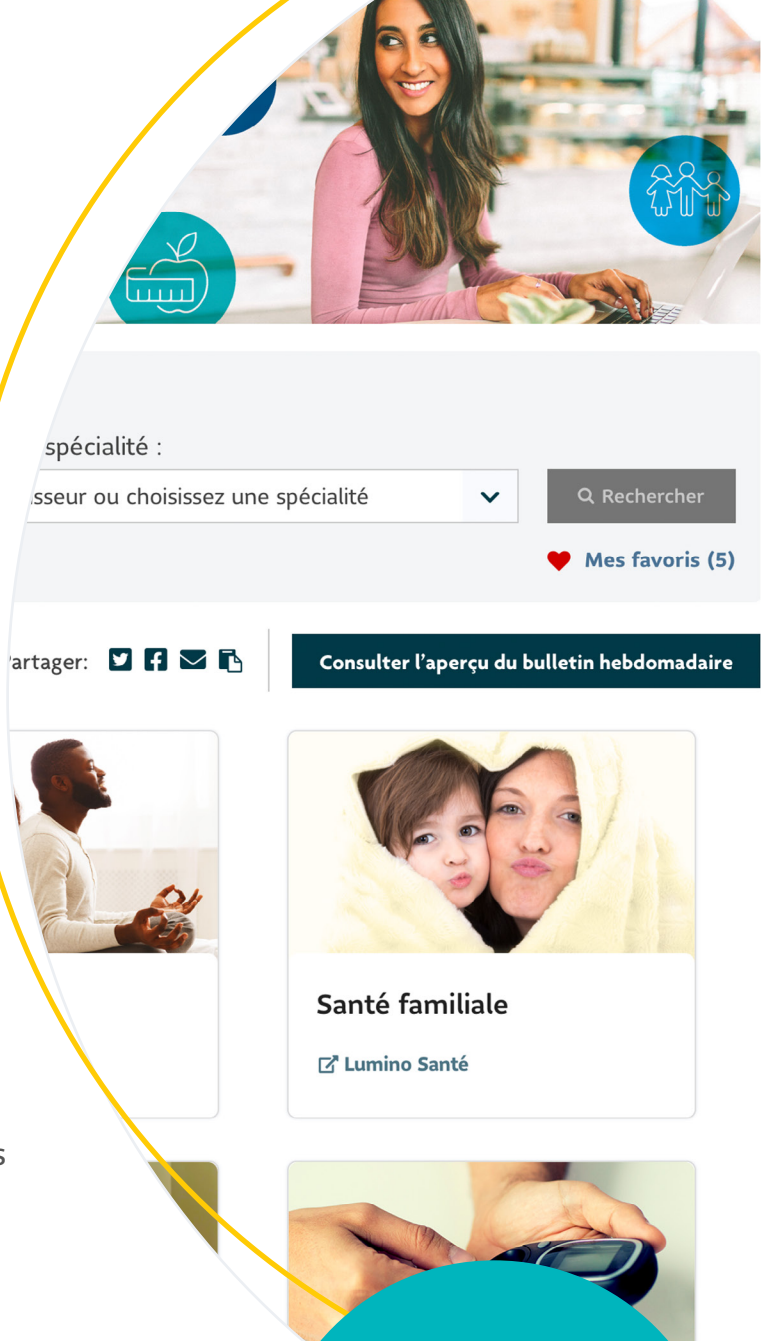 spécialité :
sseur ou choisissez une spécialité
Rechercher
Mes favoris (5)
artager:
Consulter l’aperçu du bulletin hebdomadaire
Santé familiale
Lumino Santé
s